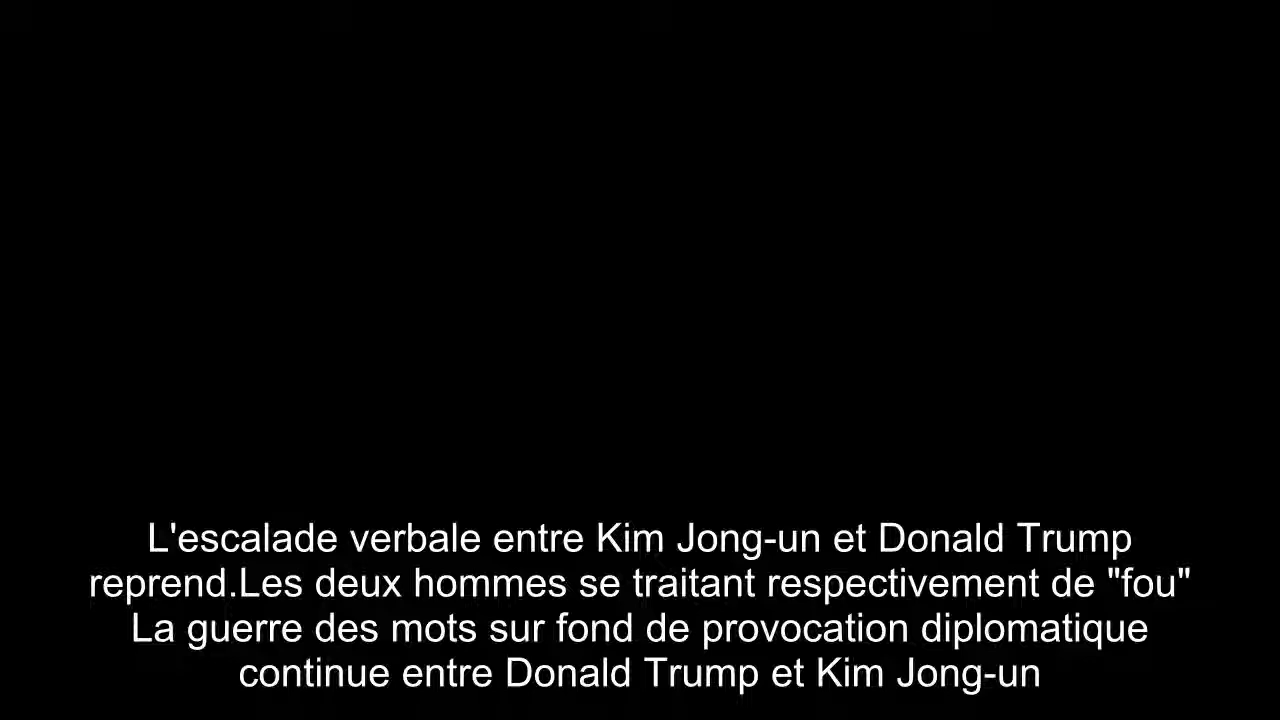 L'escalade verbale entre Kim Jong-un et Donald Trump
reprend.Les deux hommes se traitant respectivement de "fou"
La guerre des mots sur fond de provocation diplomatique
continue entre Donald Trump et Kim Jong-un